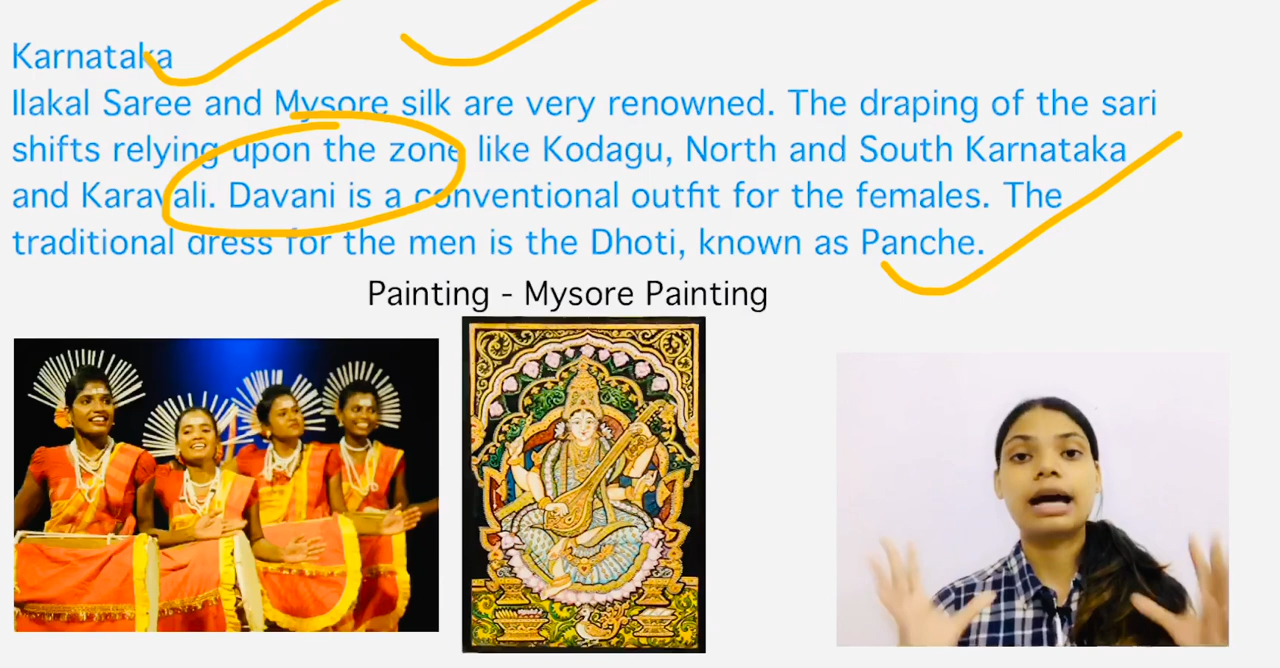 Karnataka
Ilakal Saree and Mysore silk are very renowned. The draping of the sari
shifts relying upon the zone like Kodagu, North and South Karnataka
and Karavali. Davani is a conventional outfit for the females. The
traditional dress for the men is the Dhoti, known as Panche.
Painting - Mysore Painting